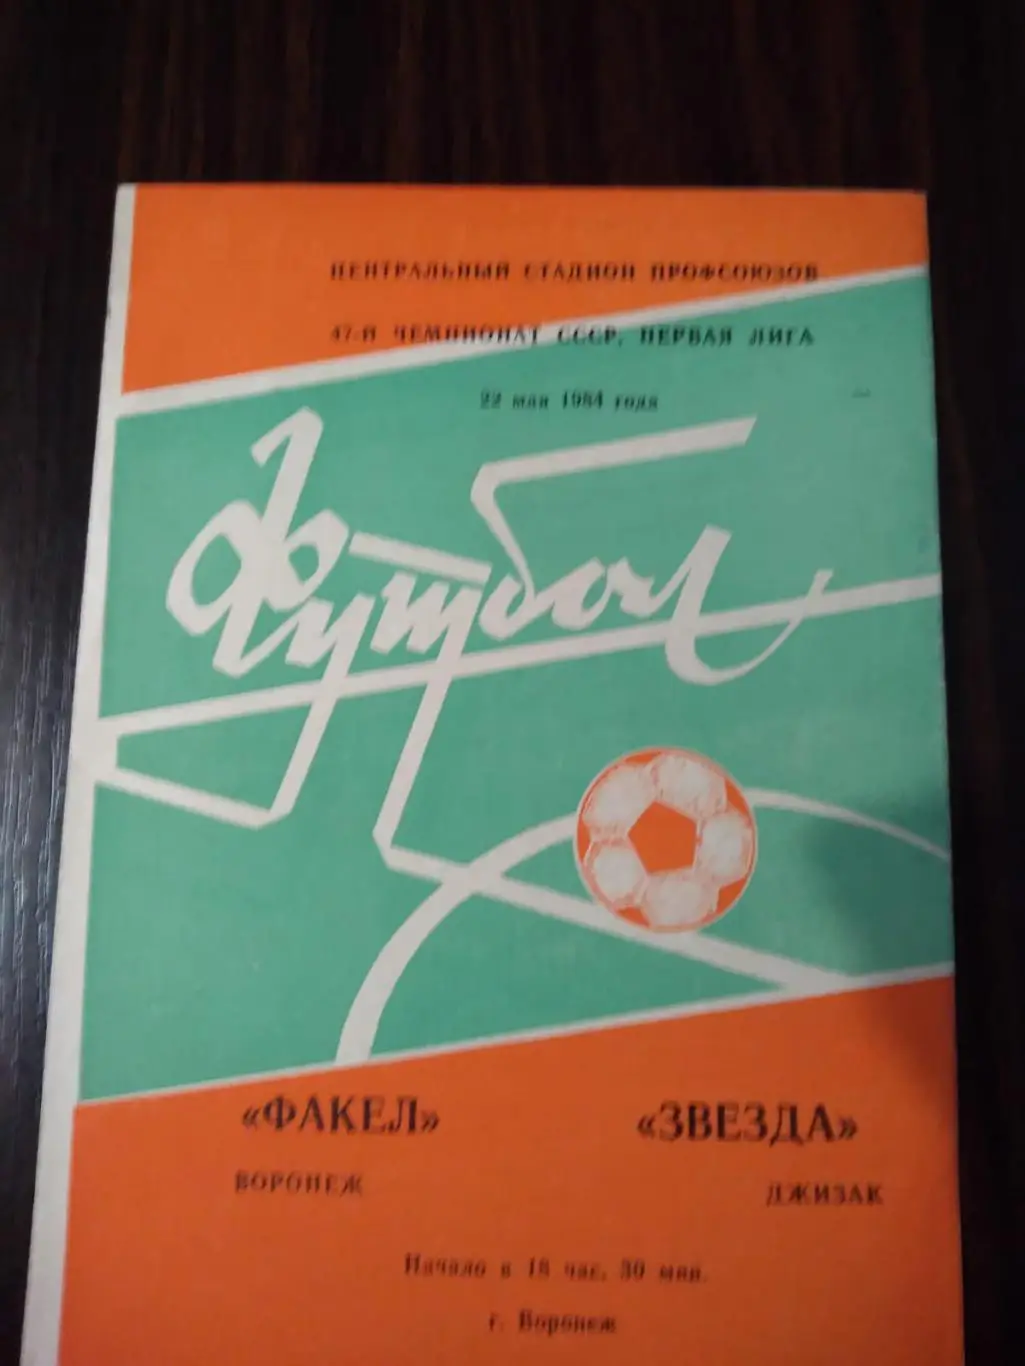 ЦЕНТРАЛЬНЫЙ СТАДИОН ПРОФСОЮЗОВ
47-Й ЧЕМПИОНАТ СССР, ПЕРВАЯ ЛИГА
22 мая 1984 года
Футбол
«ФАКЕЛ» «ЗВЕЗДА»
ВОРОНЕЖ ДЖИЗАК
Начало в 18 час. 30 мин.
г. Воронеж